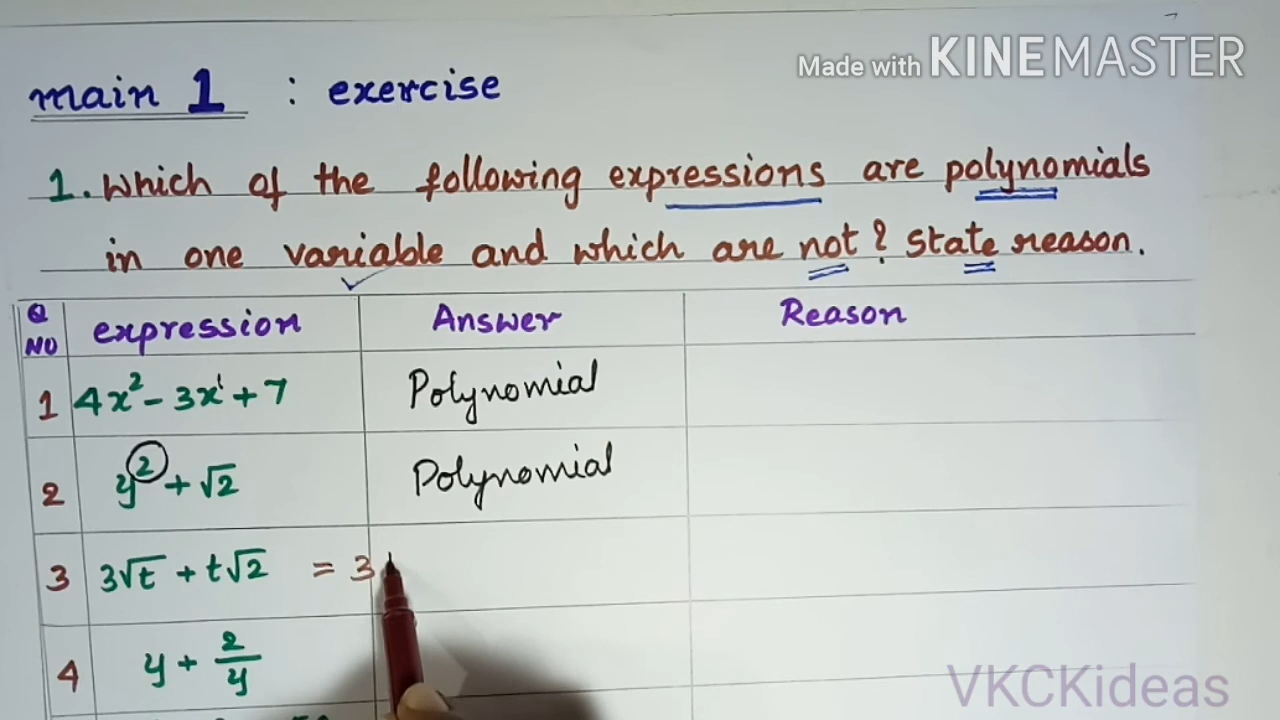 Made with KINEMASTER
main 1 : exercise
1. Which of the following expressions are polynomials
in one variable and which are not? State reason.
Q NO expression Answer Reason
1 4x² - 3x¹ + 7 Polynomial
2 y² + √2 Polynomial
3 3√t + t√2 = 3
4 y + 2/y
VKCKideas